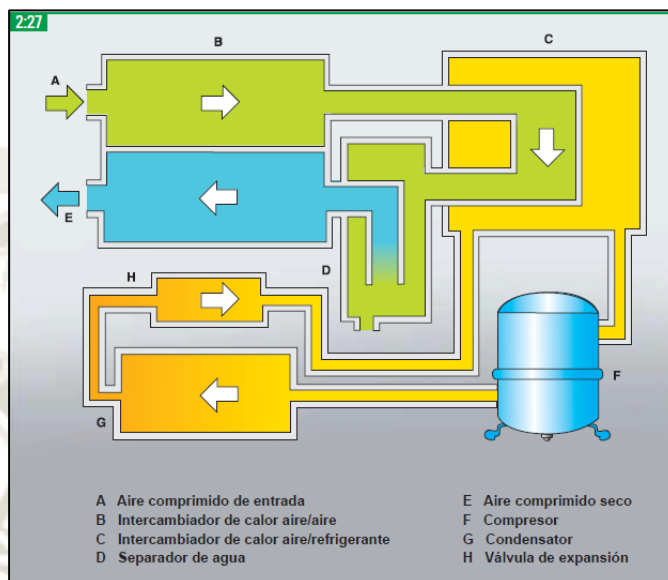 2:27
B
C
A
E
D
H
F
G
A Aire comprimido de entrada
B Intercambiador de calor aire/aire
C Intercambiador de calor aire/refrigerante
D Separador de agua
E Aire comprimido seco
F Compresor
G Condensator
H Válvula de expansión